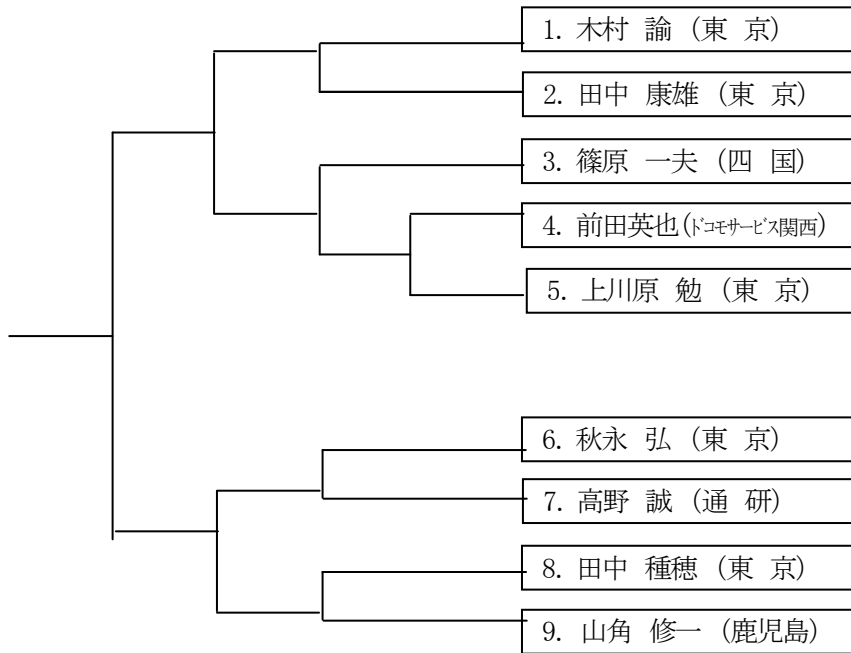 1. 木村 諭 (東 京)
2. 田中 康雄 (東 京)
3. 篠原 一夫 (四 国)
4. 前田英也(ﾄﾞｺﾓｻｰﾋﾞｽ関西)
5. 上川原 勉 (東 京)
6. 秋永 弘 (東 京)
7. 高野 誠 (通 研)
8. 田中 種穂 (東 京)
9. 山角 修一 (鹿児島)